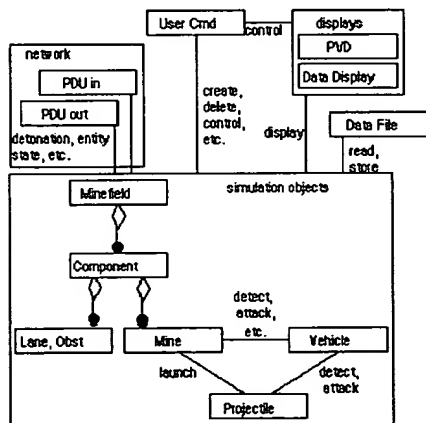 User Cmd
control
displays
PVD
Data Display
network
PDU in
PDU out
detonation, entity
state, etc.
create,
delete,
control,
etc.
display
Data File
read,
store
simulation objects
Minefield
Component
Lane, Obst
Mine
detect,
attack,
etc.
Vehicle
launch
detect,
attack
Projectile